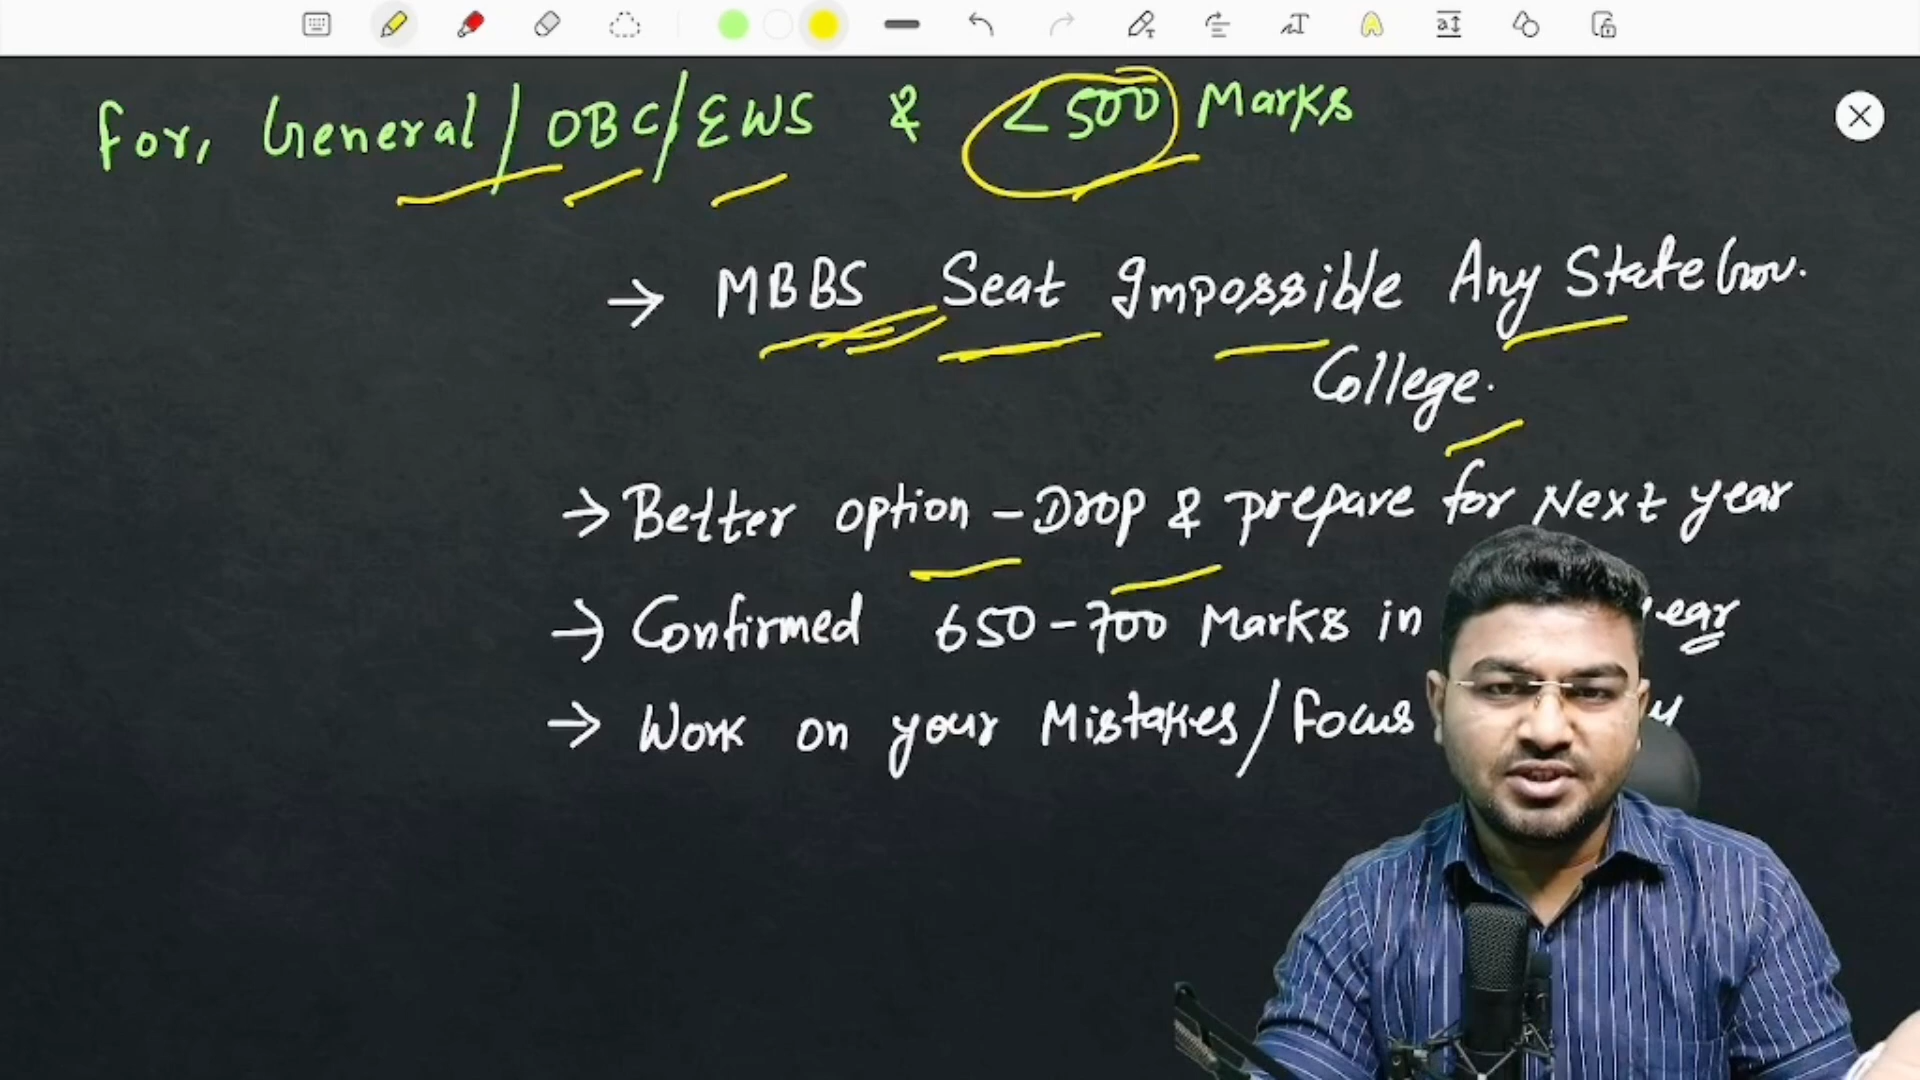 For, General/OBC/EWS & <500 Marks
→ MBBS Seat Impossible Any State Gov.
College.
→ Better option - Drop & prepare for Next year
→ Confirmed 650-700 Marks in year
→ Work on your Mistakes/Focus